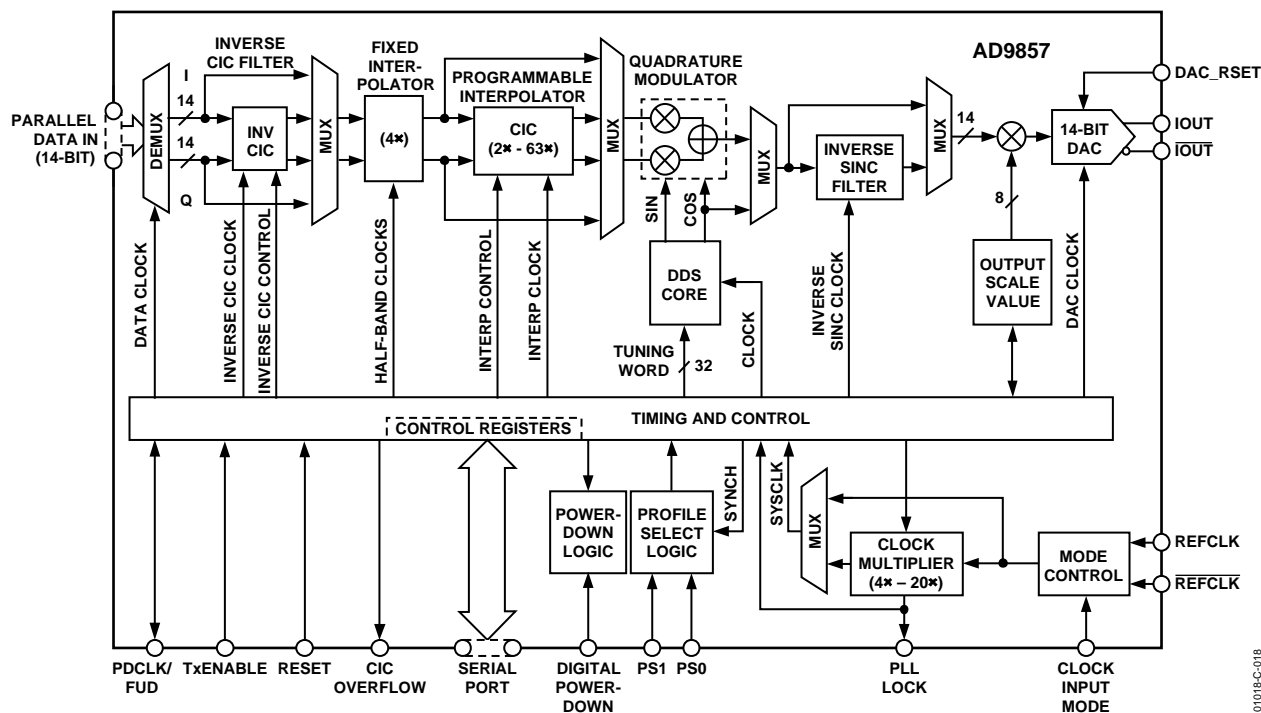 AD9857
INVERSE
CIC FILTER
FIXED
INTER-
POLATOR
PROGRAMMABLE
INTERPOLATOR
QUADRATURE
MODULATOR
PARALLEL
DATA IN
(14-BIT)
DEMUX
I
14
14
Q
INV
CIC
MUX
(4×)
CIC
(2× - 63×)
MUX
SIN
COS
MUX
INVERSE
SINC
FILTER
MUX
14
8
14-BIT
DAC
DAC_RSET
IOUT
IOUT
DDS
CORE
OUTPUT
SCALE
VALUE
DATA CLOCK
INVERSE CIC CLOCK
INVERSE CIC CONTROL
HALF-BAND CLOCKS
INTERP CONTROL
INTERP CLOCK
TUNING
WORD
32
CLOCK
INVERSE
SINC CLOCK
DAC CLOCK
TIMING AND CONTROL
CONTROL REGISTERS
POWER-
DOWN
LOGIC
PROFILE
SELECT
LOGIC
SYNCH
SYSCLK
MUX
CLOCK
MULTIPLIER
(4× – 20×)
MODE
CONTROL
REFCLK
REFCLK
PDCLK/
FUD
TxENABLE
RESET
CIC
OVERFLOW
SERIAL
PORT
DIGITAL
POWER-
DOWN
PS1
PS0
PLL
LOCK
CLOCK
INPUT
MODE
01018-C-018